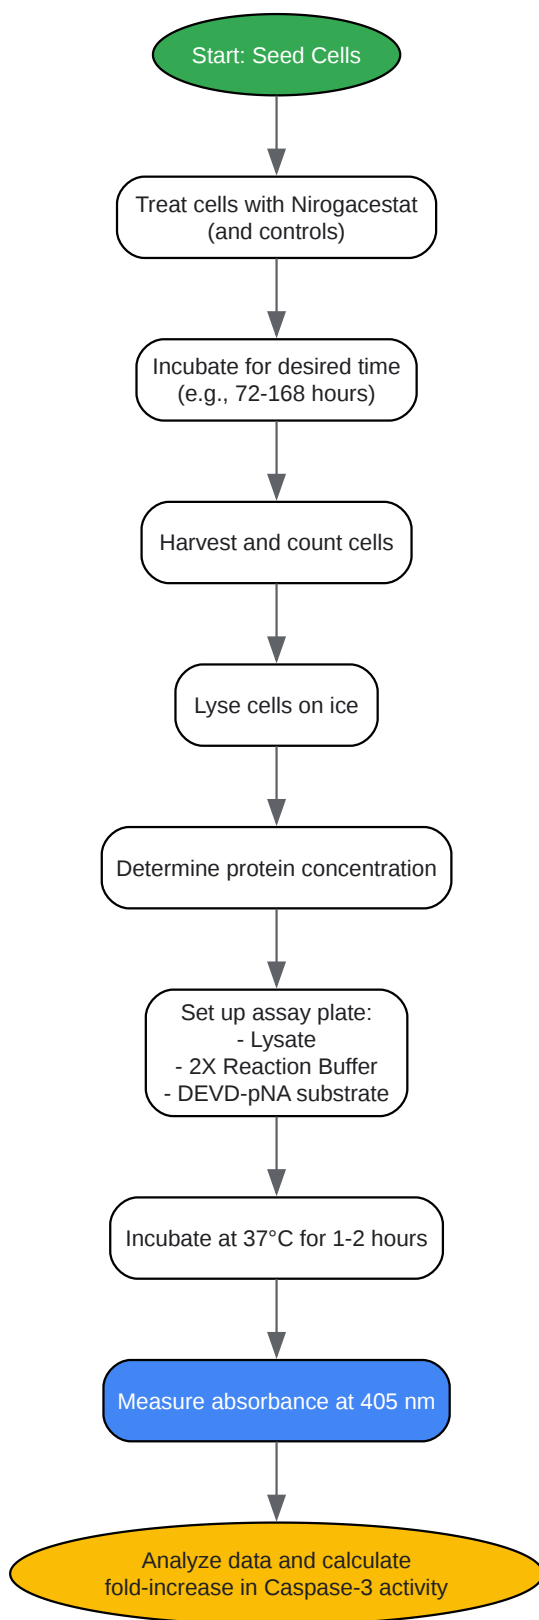 Start: Seed Cells
Treat cells with Nirogacestat
(and controls)
Incubate for desired time
(e.g., 72-168 hours)
Harvest and count cells
Lyse cells on ice
Determine protein concentration
Set up assay plate:
- Lysate
- 2X Reaction Buffer
- DEVD-pNA substrate
Incubate at 37°C for 1-2 hours
Measure absorbance at 405 nm
Analyze data and calculate
fold-increase in Caspase-3 activity